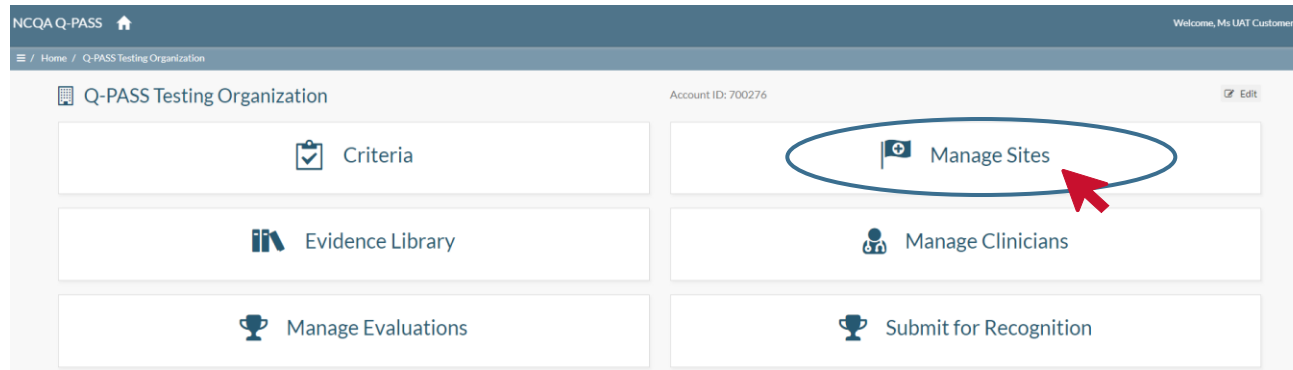 NCQA Q-PASS
Welcome, Ms UAT Customer
/ Home / Q-PASS Testing Organization
Q-PASS Testing Organization
Account ID: 700276
Edit
Criteria
Manage Sites
Evidence Library
Manage Clinicians
Manage Evaluations
Submit for Recognition